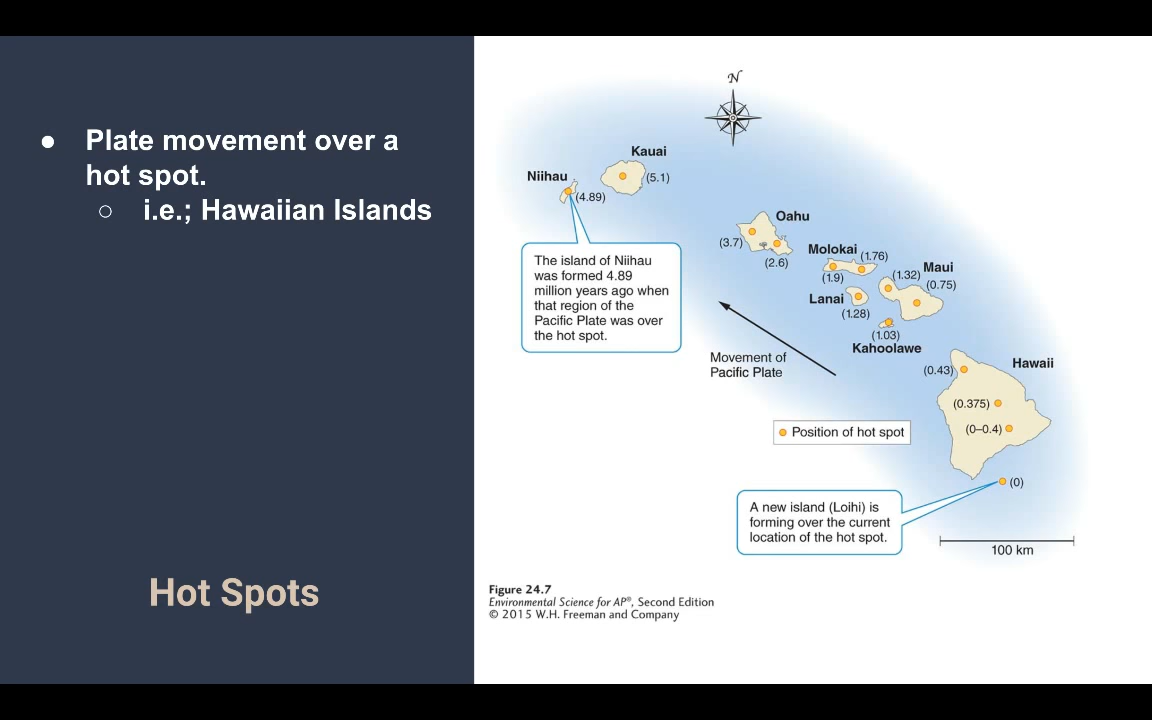 ● Plate movement over a
hot spot.
○ i.e.; Hawaiian Islands
Hot Spots
N
Kauai
(5.1)
Niihau
(4.89)
The island of Niihau
was formed 4.89
million years ago when
that region of the
Pacific Plate was over
the hot spot.
Oahu
(3.7)
(2.6)
Molokai
(1.76)
(1.9)
Maui
(1.32)
(0.75)
Lanai
(1.28)
(1.03)
Kahoolawe
Movement of
Pacific Plate
Hawaii
(0.43)
(0.375)
(0–0.4)
Position of hot spot
(0)
A new island (Loihi) is
forming over the current
location of the hot spot.
100 km
Figure 24.7
Environmental Science for AP®, Second Edition
© 2015 W.H. Freeman and Company